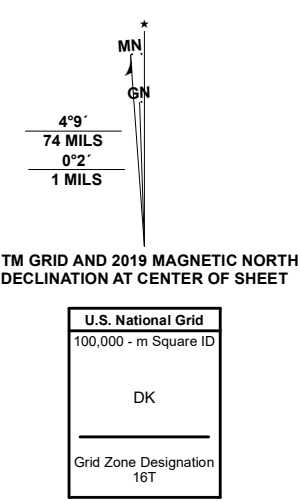 ★
MN
GN
4°9´
74 MILS
0°2´
1 MILS
TM GRID AND 2019 MAGNETIC NORTH
DECLINATION AT CENTER OF SHEET
U.S. National Grid
100,000 - m Square ID
DK
Grid Zone Designation
16T